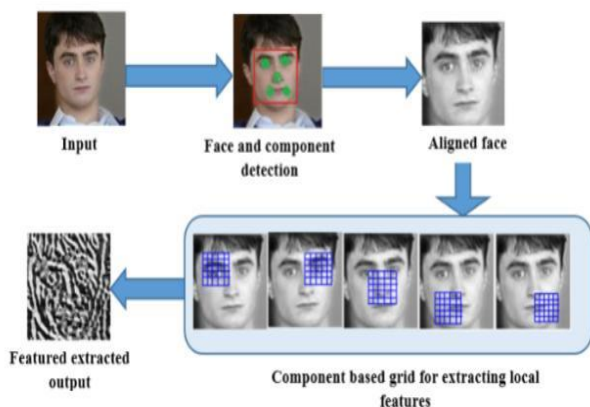 Input
Face and component
detection
Aligned face
Featured extracted
output
Component based grid for extracting local
features